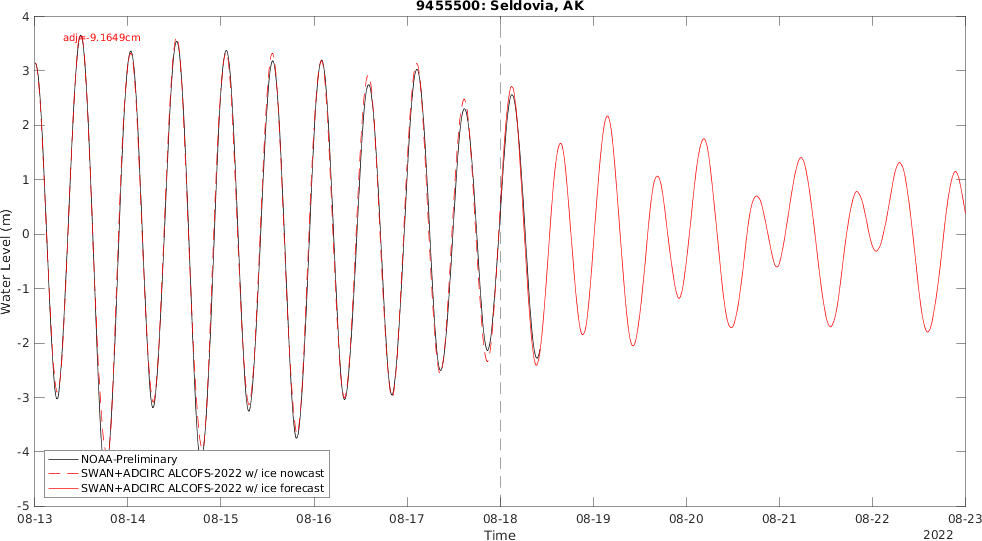 9455500: Seldovia, AK
adj=-9.1649cm
4
3
2
1
0
-1
-2
-3
-4
-5
Water Level (m)
NOAA-Preliminary
SWAN+ADCIRC ALCOFS-2022 w/ ice nowcast
SWAN+ADCIRC ALCOFS-2022 w/ ice forecast
08-13 08-14 08-15 08-16 08-17 08-18 08-19 08-20 08-21 08-22 08-23
Time
2022